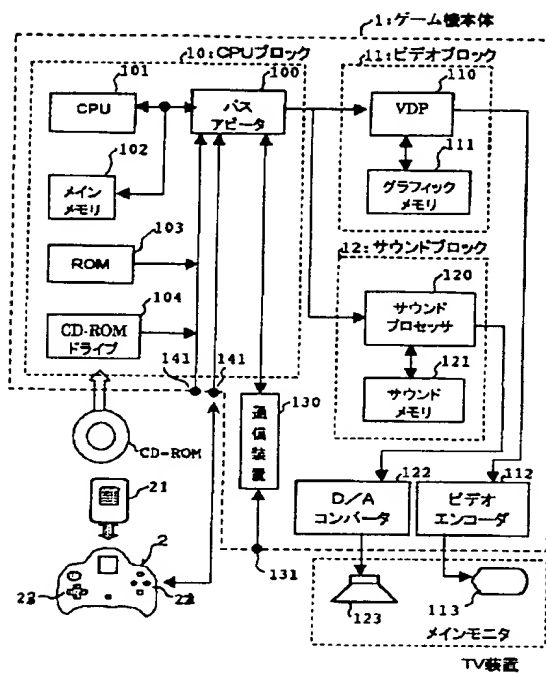 1:ゲーム機本体
10:CPUブロック
11:ビデオブロック
101
100
110
CPU
バス
アビータ
VDP
102
111
メイン
メモリ
グラフィック
メモリ
103
12:サウンドブロック
ROM
120
104
サウンド
プロセッサ
CD-ROM
ドライブ
121
141
141
130
サウンド
メモリ
通信装置
CD-ROM
122
112
21
D/A
コンバータ
ビデオ
エンコーダ
2
131
22
123
113
メインモニタ
TV装置